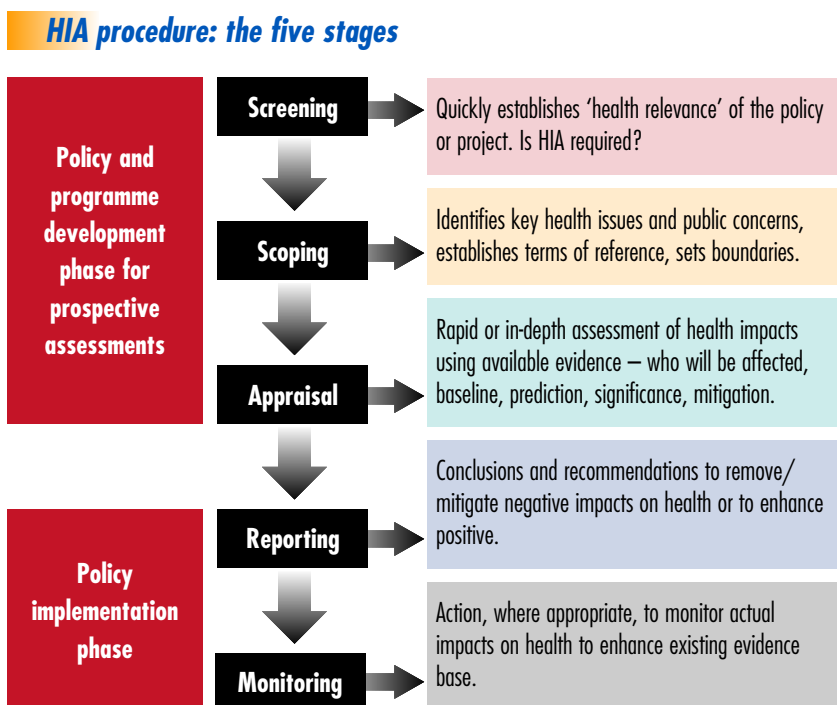 HIA procedure: the five stages
Policy and
programme
development
phase for
prospective
assessments
Screening
Quickly establishes ‘health relevance’ of the policy
or project. Is HIA required?
Scoping
Identifies key health issues and public concerns,
establishes terms of reference, sets boundaries.
Appraisal
Rapid or in-depth assessment of health impacts
using available evidence – who will be affected,
baseline, prediction, significance, mitigation.
Policy
implementation
phase
Reporting
Conclusions and recommendations to remove/
mitigate negative impacts on health or to enhance
positive.
Monitoring
Action, where appropriate, to monitor actual
impacts on health to enhance existing evidence
base.